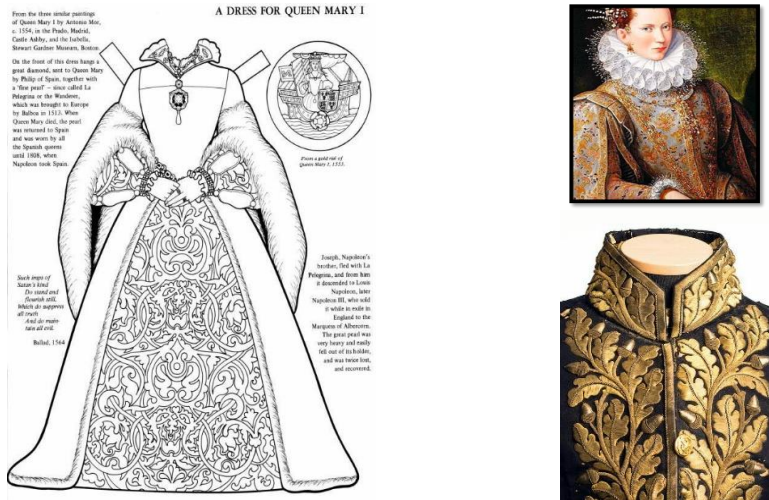 A DRESS FOR QUEEN MARY I
From the three similar paintings
of Queen Mary I by Antonio Mor,
c. 1554, in the Prado, Madrid,
Castle Ashby, and the Isabella,
Stewart Gardner Museum, Boston.
On the front of this dress hangs a
great diamond, sent to Queen Mary
by Philip of Spain, together with
a 'fine pearl' – since called La
Pelegrina or the Wanderer,
which was brought to Europe
by Balboa in 1513. When
Queen Mary died, the pearl
was returned to Spain
and was worn by all
the Spanish queens
until 1808, when
Napoleon took Spain.
From a gold rial of
Queen Mary I, 1553.
Such imps of
Satan's kind
Do stand and
flourish still,
Which do suppress
all truth
And do main
tain all evil.
Ballad, 1564
Joseph, Napoleon's
brother, fled with La
Pelegrina, and from him
it descended to Louis
Napoleon, later
Napoleon III, who sold
it while in exile in
England to the
Marquess of Abercorn.
The great pearl was
very heavy and easily
fell out of its holder,
and was twice lost,
and recovered.